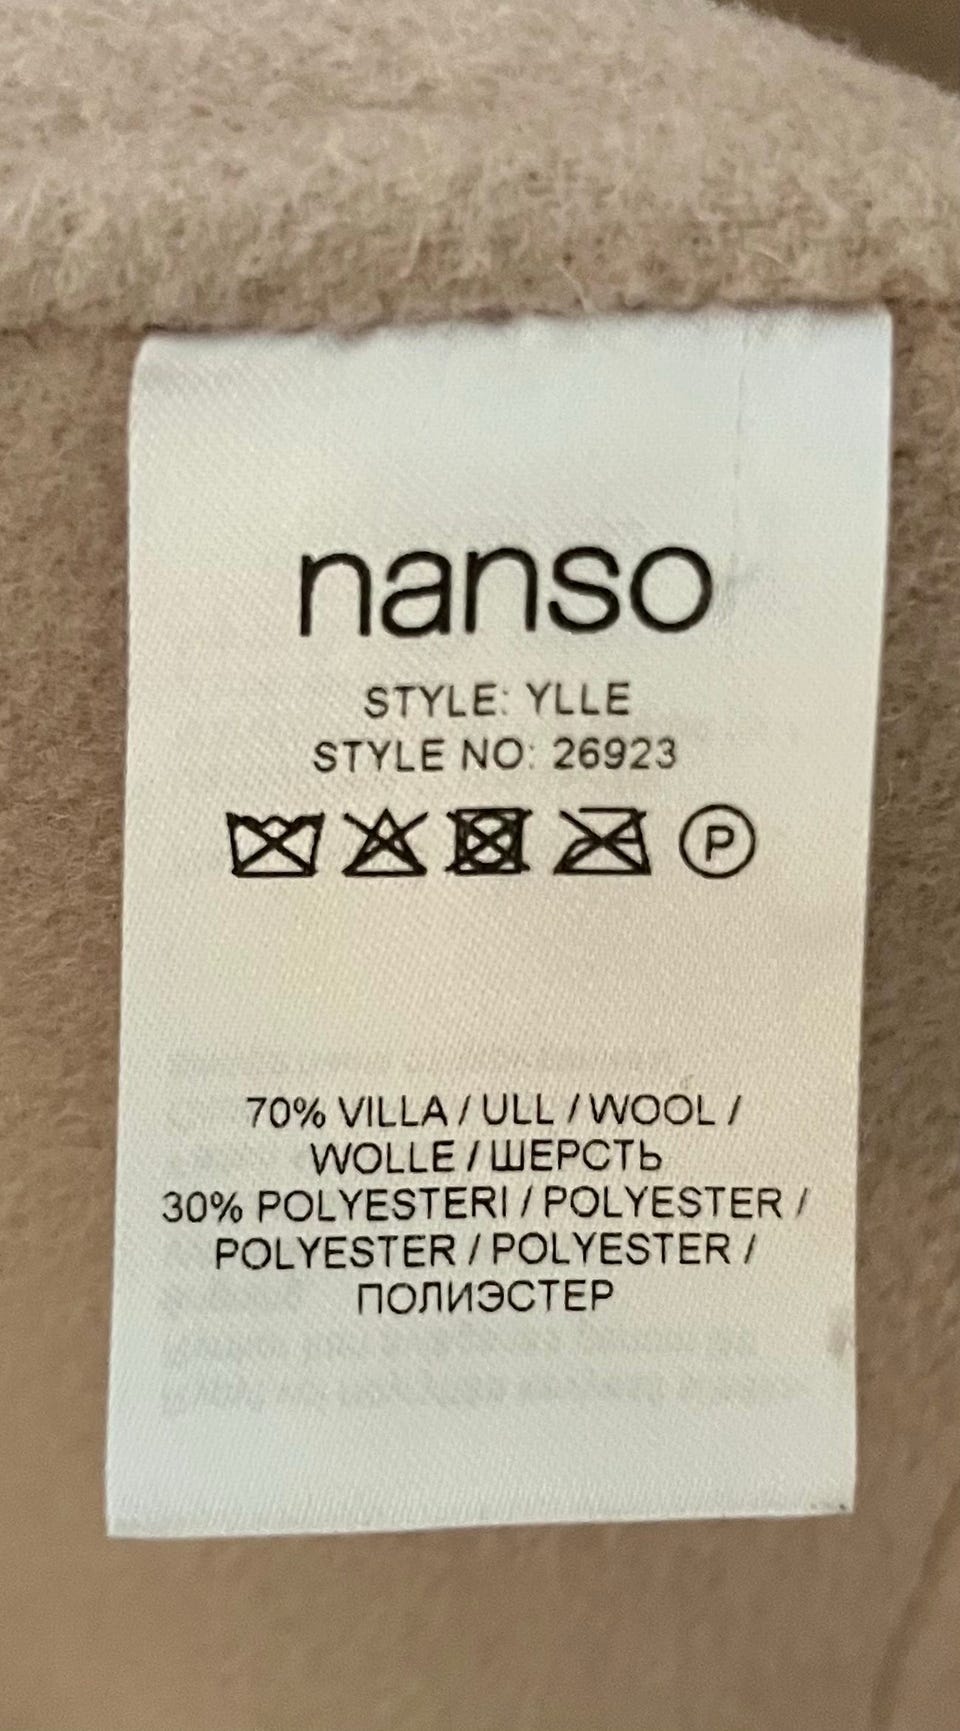 nanso
STYLE: YLLE
STYLE NO: 26923
P
70% VILLA / ULL / WOOL /
WOLLE / ШЕРСТЬ
30% POLYESTERI / POLYESTER /
POLYESTER / POLYESTER /
ПОЛИЭСТЕР